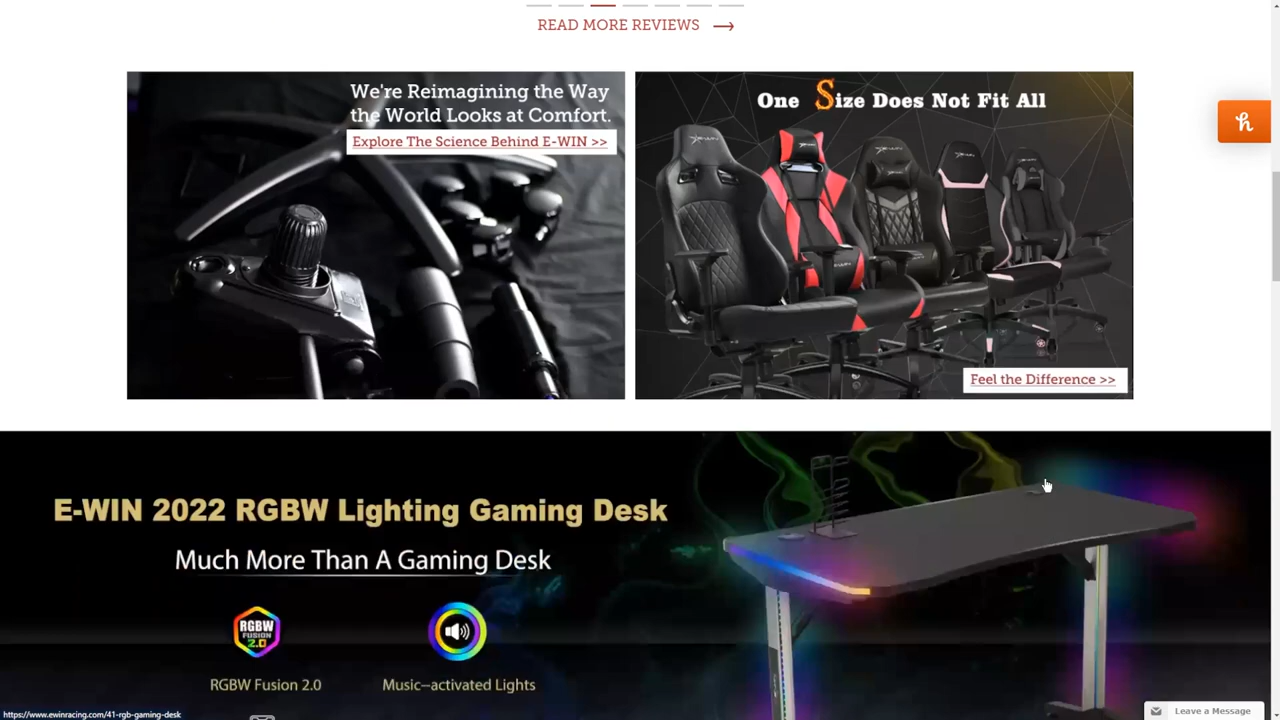 READ MORE REVIEWS
We're Reimagining the Way
the World Looks at Comfort.
Explore The Science Behind E-WIN >>
One Size Does Not Fit All
Feel the Difference >>
E-WIN 2022 RGBW Lighting Gaming Desk
Much More Than A Gaming Desk
RGBW
FUSION
2.0
RGBW Fusion 2.0
Music–activated Lights
https://www.ewinracing.com/41-rgb-gaming-desk
Leave a Message